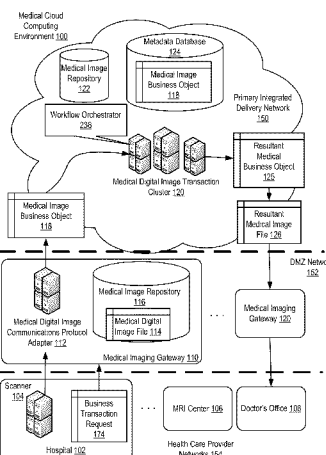 Medical Cloud
Computing
Environment 100
Metadata Database
124
Medical Image
Repository
122
Medical Image
Business Object
118
Workflow Orchestrator
236
Primary Integrated
Delivery Network
150
Medical Digital Image Transaction
Cluster 120
Resultant
Medical
Business Object
125
Medical Image
Business Object
118
Resultant
Medical Image
File 126
DMZ Netwo
152
Medical Image Repository
116
Medical Digital
Image File 114
Medical Digital Image
Communications Protocol
Adapter 112
Medical Imaging Gateway 110
. . .
Medical Imaging
Gateway 120
Scanner
104
Business
Transaction
Request
174
. . .
MRI Center 106
Doctor's Office 108
Hospital 102
Health Care Provider
Networks 154